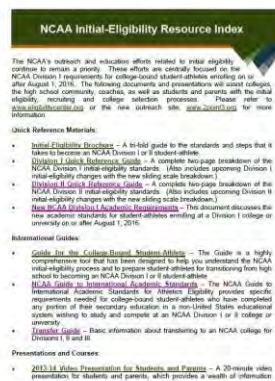 NCAA Initial-Eligibility Resource Index
The NCAA's outreach and education efforts related to initial eligibility
continue to remain a priority. These efforts are centrally focused on the
NCAA Division I requirements for college-bound student-athletes enrolling on or
after August 1, 2016. The following documents and presentations will assist colleges,
the high school community, coaches, as well as students and parents with the initial
eligibility, recruiting and college selection processes. Please refer to
www.eligibilitycenter.org or the new outreach site, www.2point3.org for more
information.
Quick Reference Materials:
Initial-Eligibility Brochure – A tri-fold guide to the standards and steps that it
takes to become an NCAA Division I or II student-athlete.
Division I Quick Reference Guide – A complete two-page breakdown of the
NCAA Division I initial-eligibility standards. (Also includes upcoming Division I
initial-eligibility changes with the new sliding scale breakdown.)
Division II Quick Reference Guide – A complete two-page breakdown of the
NCAA Division II initial-eligibility standards. (Also includes upcoming Division II
initial-eligibility changes with the new sliding scale breakdown.)
New NCAA Division I Academic Requirements – This document discusses the
new academic standards for student-athletes enrolling at a Division I college or
university on or after August 1, 2016.
Informational Guides:
Guide for the College-Bound Student-Athlete – The Guide is a highly
comprehensive tool that has been designed to help you understand the NCAA
initial-eligibility process and to prepare student-athletes for transitioning from high
school to becoming an NCAA Division I or II student-athlete.
NCAA Guide to International Academic Standards – The NCAA Guide to
International Academic Standards for Athletics Eligibility provides specific
requirements needed for college-bound student-athletes who have completed
any portion of their secondary education in a non-United States educational
system wishing to study and compete at an NCAA Division I or II college or
university.
Transfer Guide – Basic information about transferring to an NCAA college for
Divisions I, II and III.
Presentations and Courses:
2013-14 Video Presentation for Students and Parents – A 20-minute video
presentation for students and parents, which provides a wealth of information